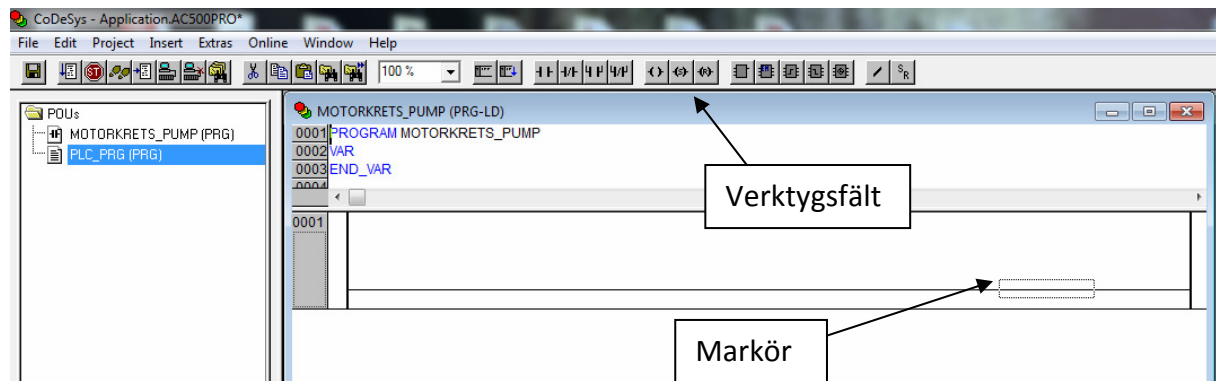 CoDeSys - Application.AC500PRO*
File Edit Project Insert Extras Online Window Help
100 %
POUs
MOTORKRETS_PUMP (PRG)
PLC_PRG (PRG)
MOTORKRETS_PUMP (PRG-LD)
0001 PROGRAM MOTORKRETS_PUMP
0002 VAR
0003 END_VAR
0004
Verktygsfält
0001
Markör